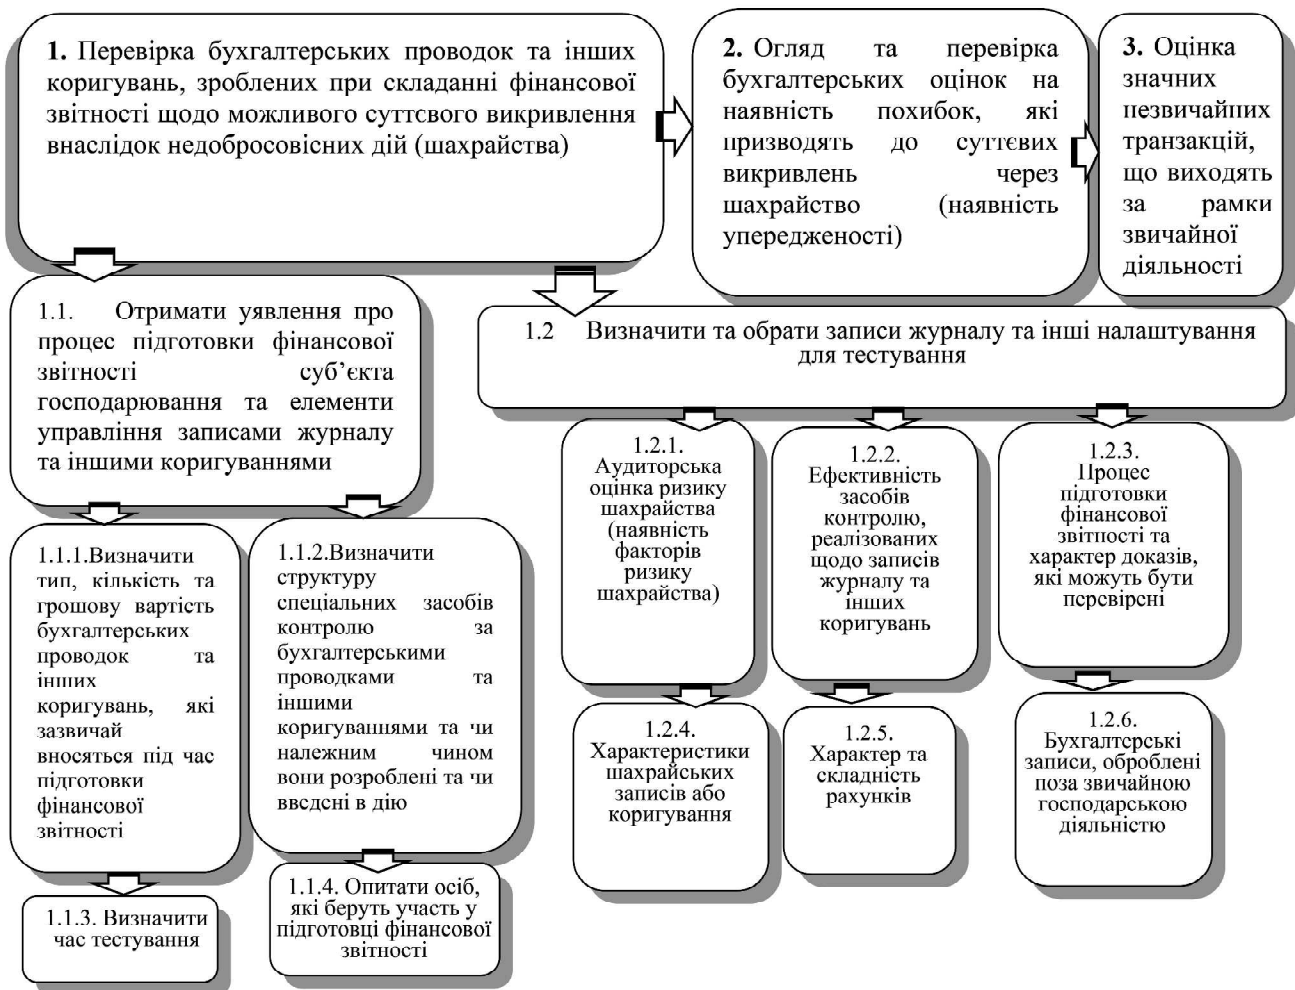 1. Перевірка бухгалтерських проводок та інших
коригувань, зроблених при складанні фінансової
звітності щодо можливого суттєвого викривлення
внаслідок недобросовісних дій (шахрайства)
2. Огляд та перевірка
бухгалтерських оцінок на
наявність похибок, які
призводять до суттєвих
викривлень через
шахрайство (наявність
упередженості)
3. Оцінка
значних
незвичайних
транзакцій,
що виходять
за рамки
звичайної
діяльності
1.1. Отримати уявлення про
процес підготовки фінансової
звітності суб’єкта
господарювання та елементи
управління записами журналу
та іншими коригуваннями
1.2 Визначити та обрати записи журналу та інші налаштування
для тестування
1.1.1.Визначити
тип, кількість та
грошову вартість
бухгалтерських
проводок та
інших
коригувань, які
зазвичай
вносяться під час
підготовки
фінансової
звітності
1.1.2.Визначити
структуру
спеціальних засобів
контролю за
бухгалтерськими
проводками та
іншими
коригуваннями та чи
належним чином
вони розроблені та чи
введені в дію
1.2.1.
Аудиторська
оцінка ризику
шахрайства
(наявність
факторів
ризику
шахрайства)
1.2.2.
Ефективність
засобів
контролю,
реалізованих
щодо записів
журналу та
інших
коригувань
1.2.3.
Процес
підготовки
фінансової
звітності та
характер доказів,
які можуть бути
перевірені
1.2.4.
Характеристики
шахрайських
записів або
коригування
1.2.5.
Характер та
складність
рахунків
1.2.6.
Бухгалтерські
записи, оброблені
поза звичайною
господарською
діяльністю
1.1.3. Визначити
час тестування
1.1.4. Опитати осіб,
які беруть участь у
підготовці фінансової
звітності